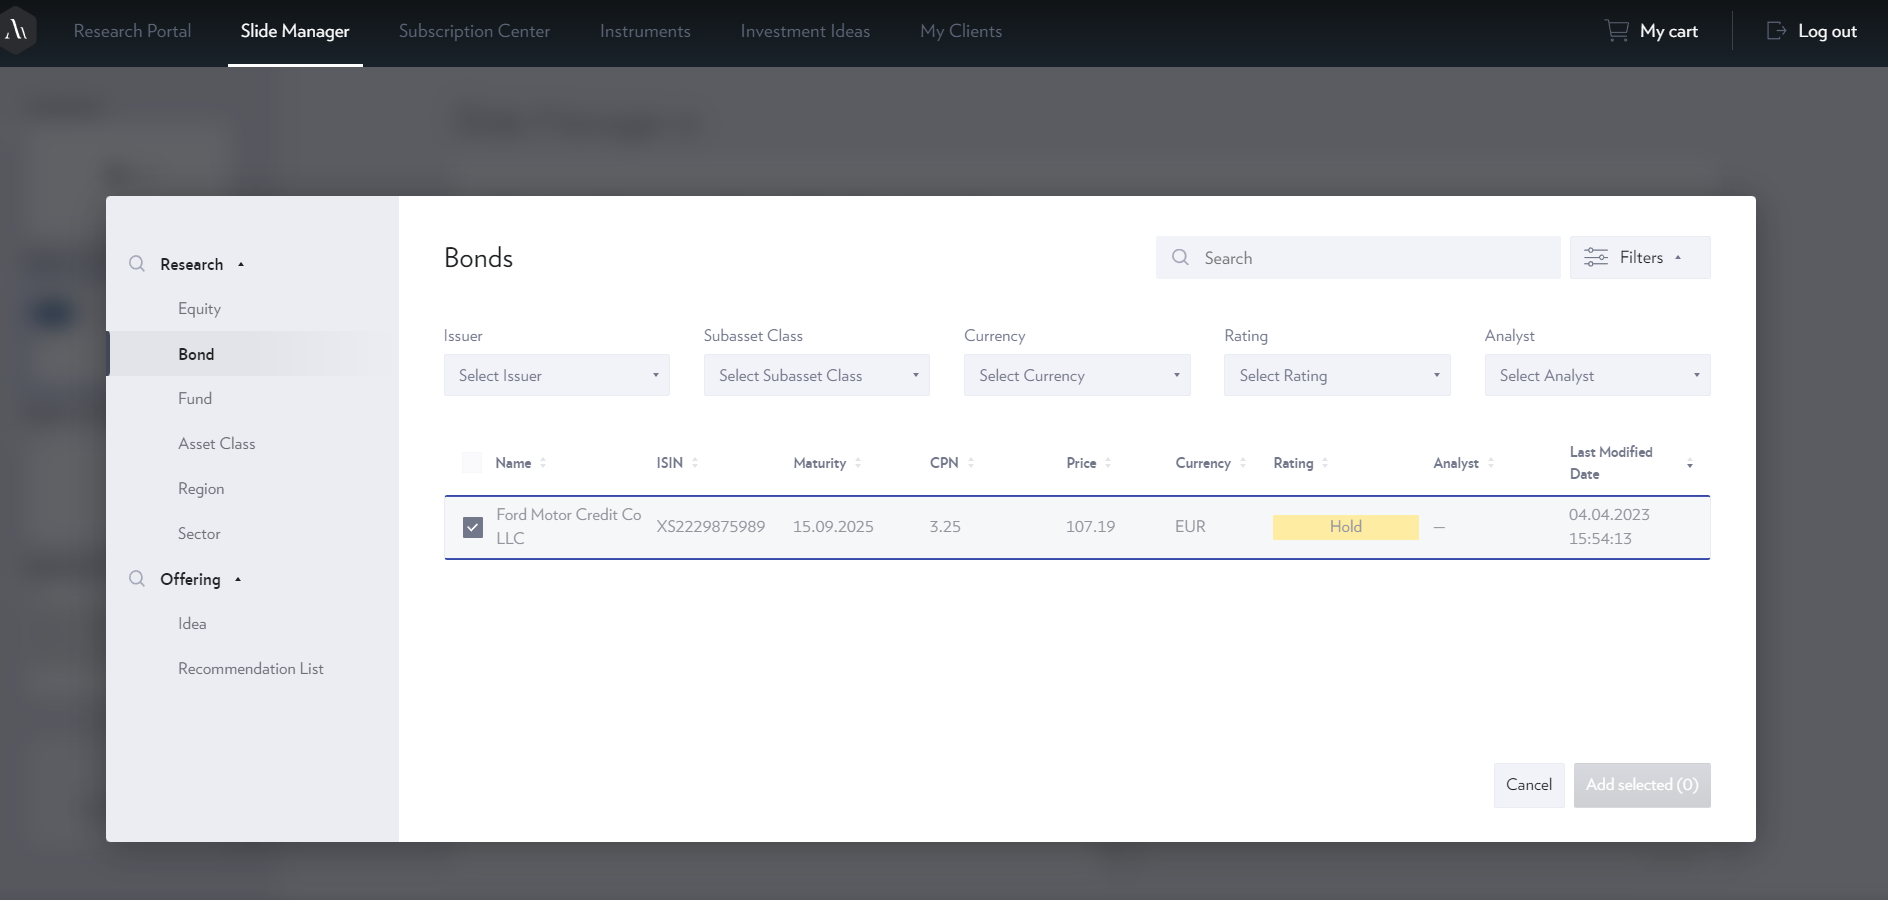 Research Portal
Slide Manager
Subscription Center
Instruments
Investment Ideas
My Clients
My cart
Log out
Research
Equity
Bond
Fund
Asset Class
Region
Sector
Offering
Idea
Recommendation List
Bonds
Search
Filters
Issuer
Subasset Class
Currency
Rating
Analyst
Select Issuer
Select Subasset Class
Select Currency
Select Rating
Select Analyst
Name
ISIN
Maturity
CPN
Price
Currency
Rating
Analyst
Last Modified
Date
Ford Motor Credit Co
LLC
XS2229875989
15.09.2025
3.25
107.19
EUR
Hold
—
04.04.2023
15:54:13
Cancel
Add selected (0)